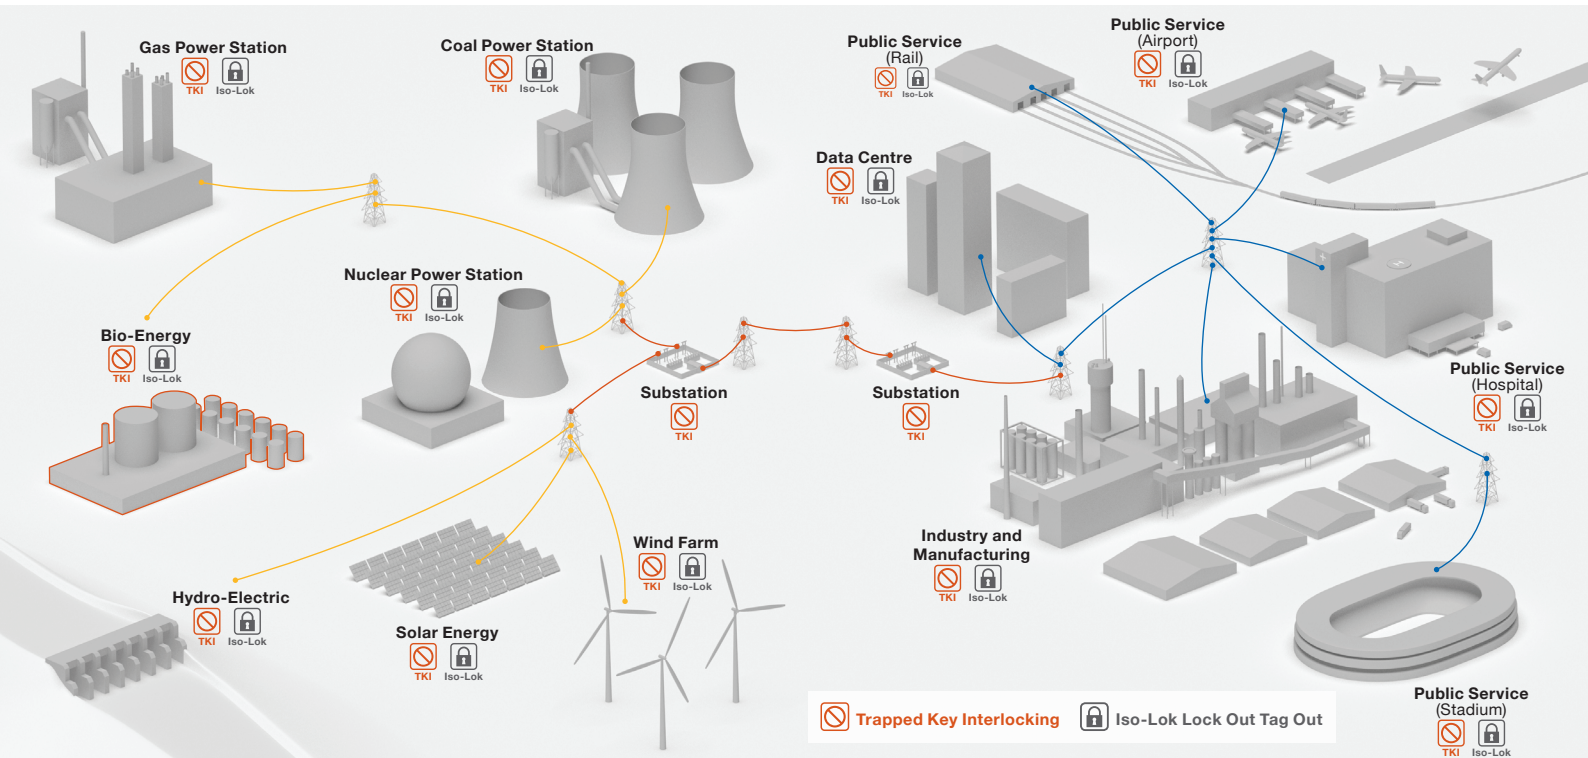 Gas Power Station
TKI
Iso-Lok
Coal Power Station
TKI
Iso-Lok
Public Service
(Rail)
TKI
Iso-Lok
Public Service
(Airport)
TKI
Iso-Lok
Data Centre
TKI
Iso-Lok
Nuclear Power Station
TKI
Iso-Lok
Bio-Energy
TKI
Iso-Lok
Substation
TKI
Substation
TKI
Public Service
(Hospital)
TKI
Iso-Lok
Hydro-Electric
TKI
Iso-Lok
Solar Energy
TKI
Iso-Lok
Wind Farm
TKI
Iso-Lok
Industry and
Manufacturing
TKI
Iso-Lok
Public Service
(Stadium)
TKI
Iso-Lok
Trapped Key Interlocking
Iso-Lok Lock Out Tag Out
H